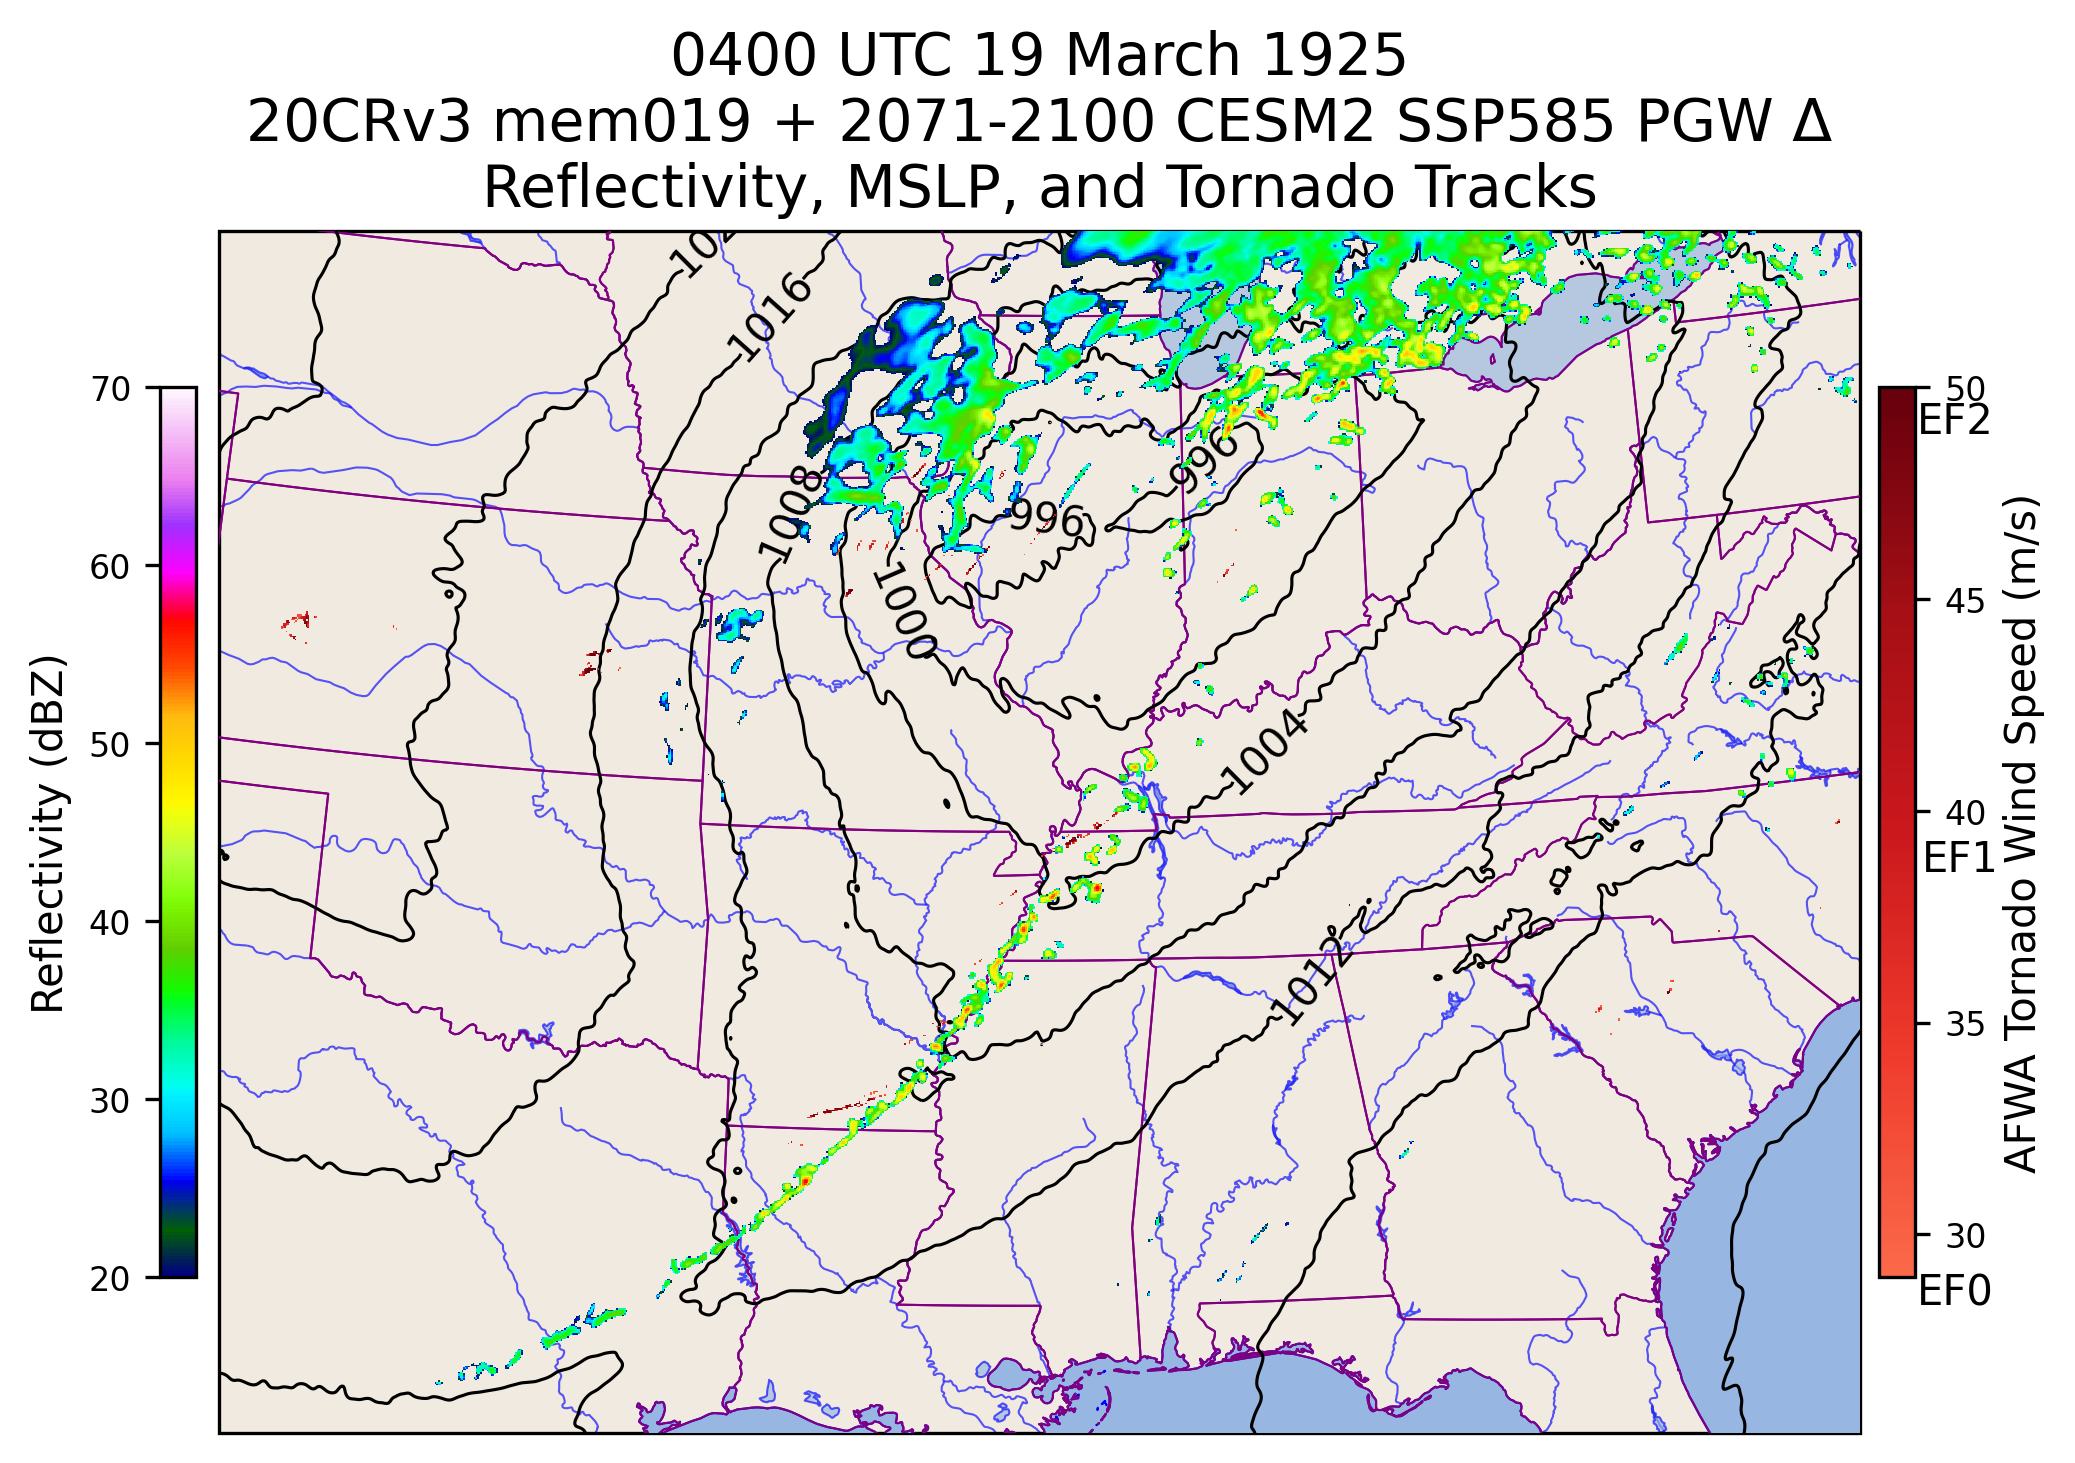 0400 UTC 19 March 1925
20CRv3 mem019 + 2071-2100 CESM2 SSP585 PGW Δ
Reflectivity, MSLP, and Tornado Tracks
1016
1008
996
996
1000
1004
1012
70
60
50
40
30
20
Reflectivity (dBZ)
50
EF2
45
40
EF1
35
30
EF0
AFWA Tornado Wind Speed (m/s)